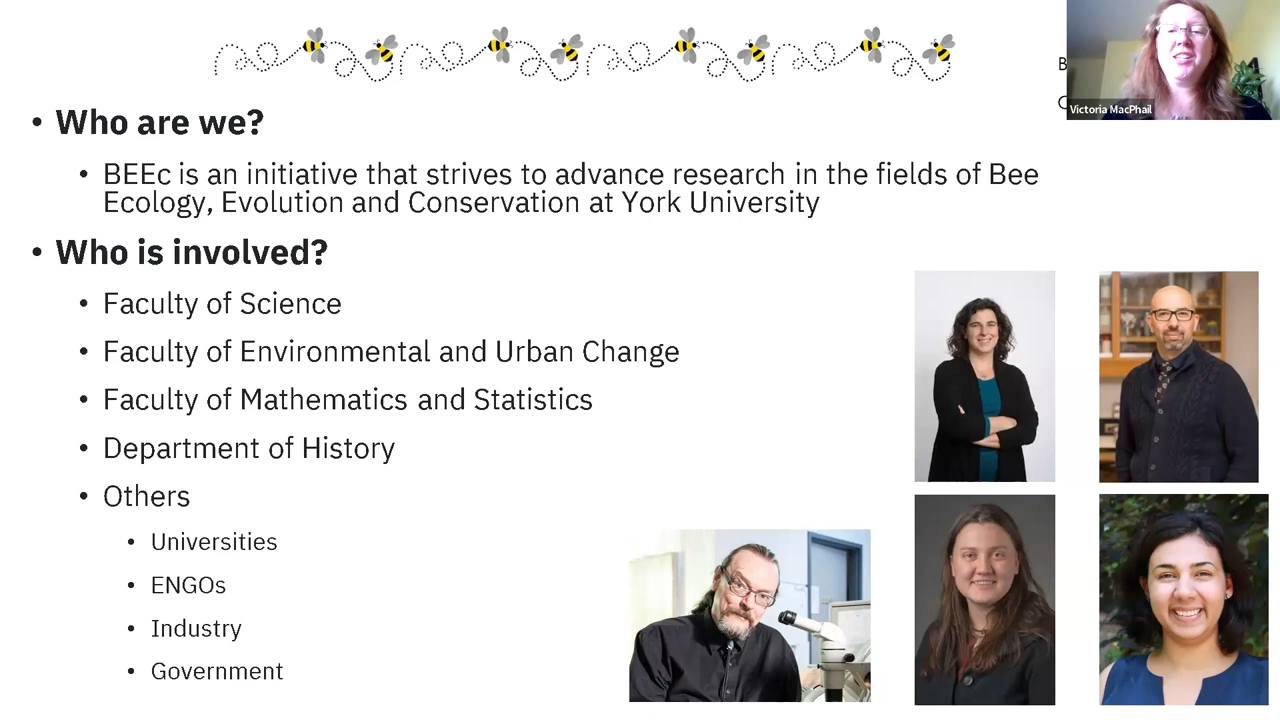 • Who are we?
• BEEc is an initiative that strives to advance research in the fields of Bee
Ecology, Evolution and Conservation at York University
• Who is involved?
• Faculty of Science
• Faculty of Environmental and Urban Change
• Faculty of Mathematics and Statistics
• Department of History
• Others
• Universities
• ENGOs
• Industry
• Government
Victoria MacPhail